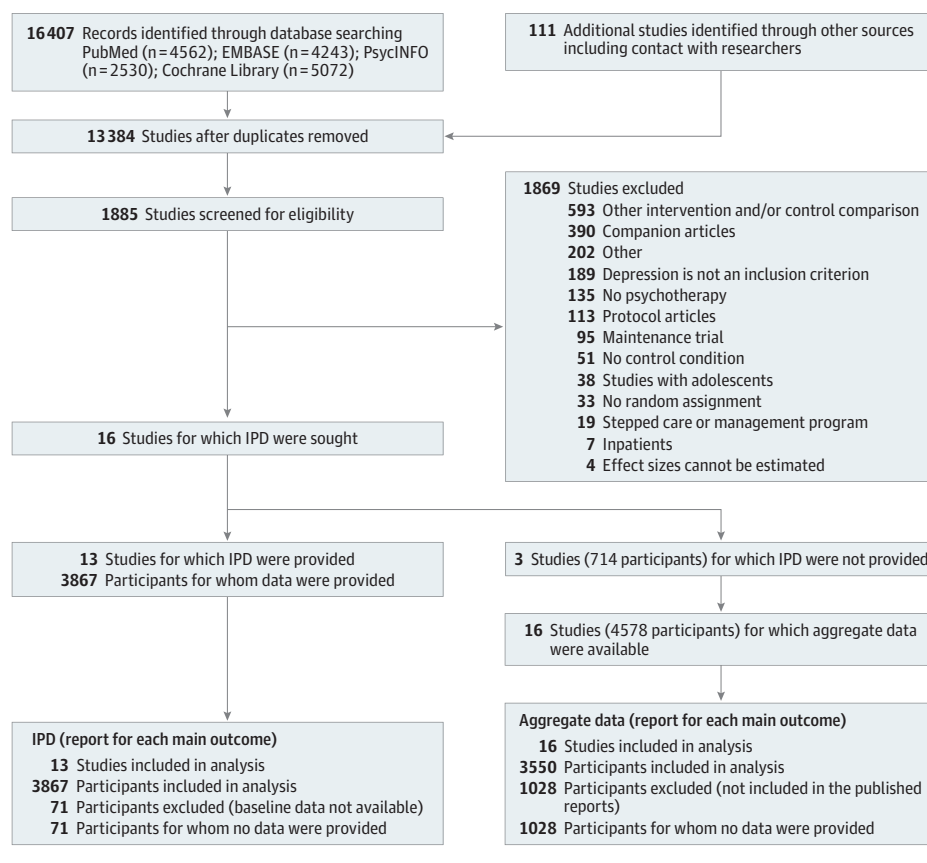 16 407 Records identified through database searching
PubMed (n = 4562); EMBASE (n = 4243); PsycINFO
(n = 2530); Cochrane Library (n = 5072)
111 Additional studies identified through other sources
including contact with researchers
13 384 Studies after duplicates removed
1885 Studies screened for eligibility
1869 Studies excluded
593 Other intervention and/or control comparison
390 Companion articles
202 Other
189 Depression is not an inclusion criterion
135 No psychotherapy
113 Protocol articles
95 Maintenance trial
51 No control condition
38 Studies with adolescents
33 No random assignment
19 Stepped care or management program
7 Inpatients
4 Effect sizes cannot be estimated
16 Studies for which IPD were sought
13 Studies for which IPD were provided
3867 Participants for whom data were provided
3 Studies (714 participants) for which IPD were not provided
16 Studies (4578 participants) for which aggregate data
were available
IPD (report for each main outcome)
13 Studies included in analysis
3867 Participants included in analysis
71 Participants excluded (baseline data not available)
71 Participants for whom no data were provided
Aggregate data (report for each main outcome)
16 Studies included in analysis
3550 Participants included in analysis
1028 Participants excluded (not included in the published
reports)
1028 Participants for whom no data were provided